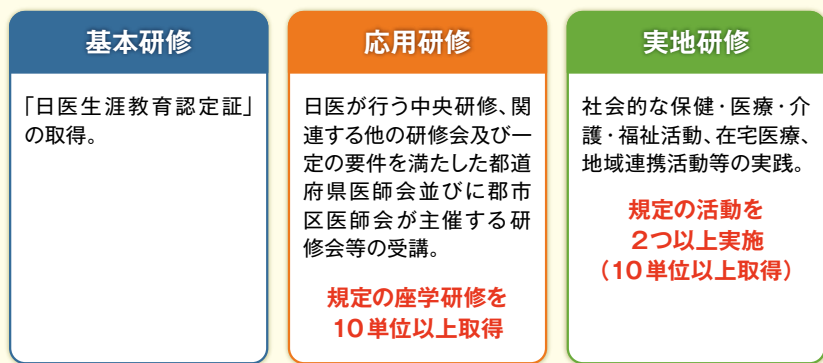 基本研修
「日医生涯教育認定証」
の取得。
応用研修
日医が行う中央研修、関
連する他の研修会及び一
定の要件を満たした都道
府県医師会並びに郡市
区医師会が主催する研
修会等の受講。
規定の座学研修を
10単位以上取得
実地研修
社会的な保健・医療・介
護・福祉活動、在宅医療、
地域連携活動等の実践。
規定の活動を
2つ以上実施
（10単位以上取得）